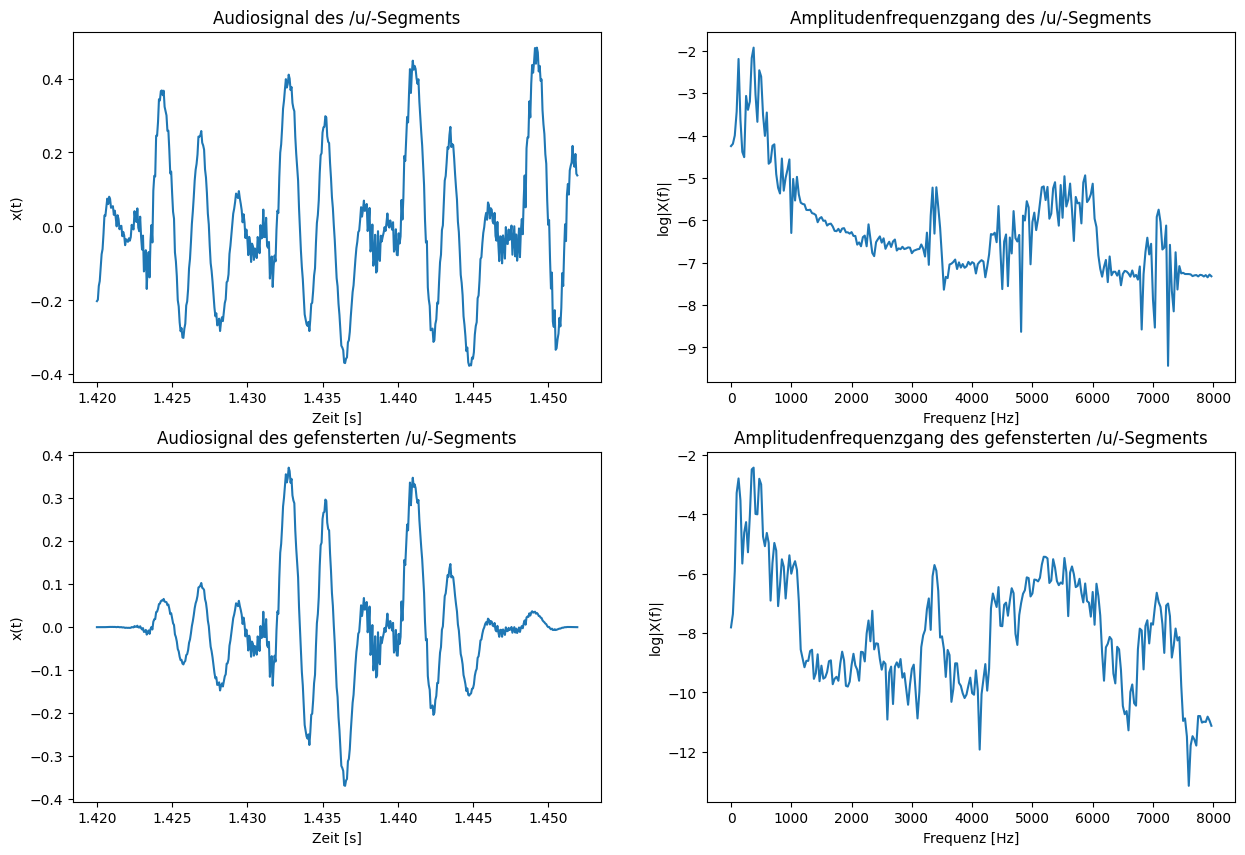 Audiosignal des /u/-Segments
x(t)
0.4
0.2
0.0
−0.2
−0.4
1.420 1.425 1.430 1.435 1.440 1.445 1.450
Zeit [s]
Amplitudenfrequenzgang des /u/-Segments
log|X(f)|
−2
−3
−4
−5
−6
−7
−8
−9
0 1000 2000 3000 4000 5000 6000 7000 8000
Frequenz [Hz]
Audiosignal des gefensterten /u/-Segments
x(t)
0.4
0.3
0.2
0.1
0.0
−0.1
−0.2
−0.3
−0.4
1.420 1.425 1.430 1.435 1.440 1.445 1.450
Zeit [s]
Amplitudenfrequenzgang des gefensterten /u/-Segments
log|X(f)|
−2
−4
−6
−8
−10
−12
0 1000 2000 3000 4000 5000 6000 7000 8000
Frequenz [Hz]